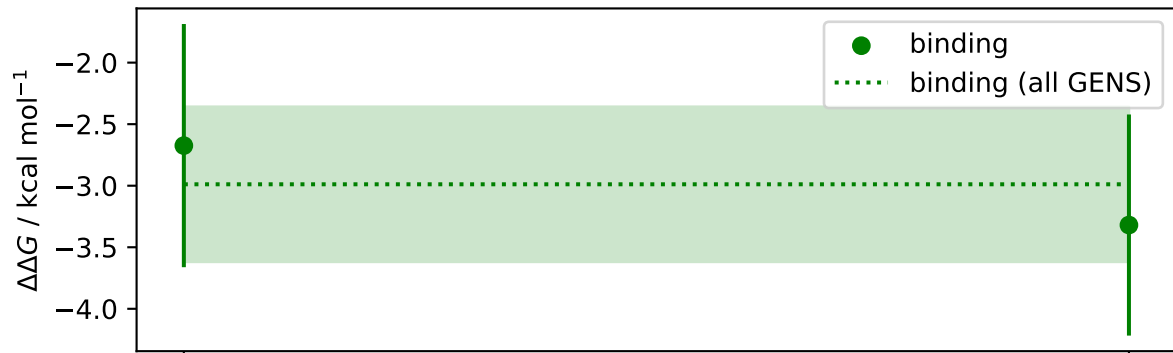 ΔΔG / kcal mol⁻¹
−2.0
−2.5
−3.0
−3.5
−4.0
binding
binding (all GENS)